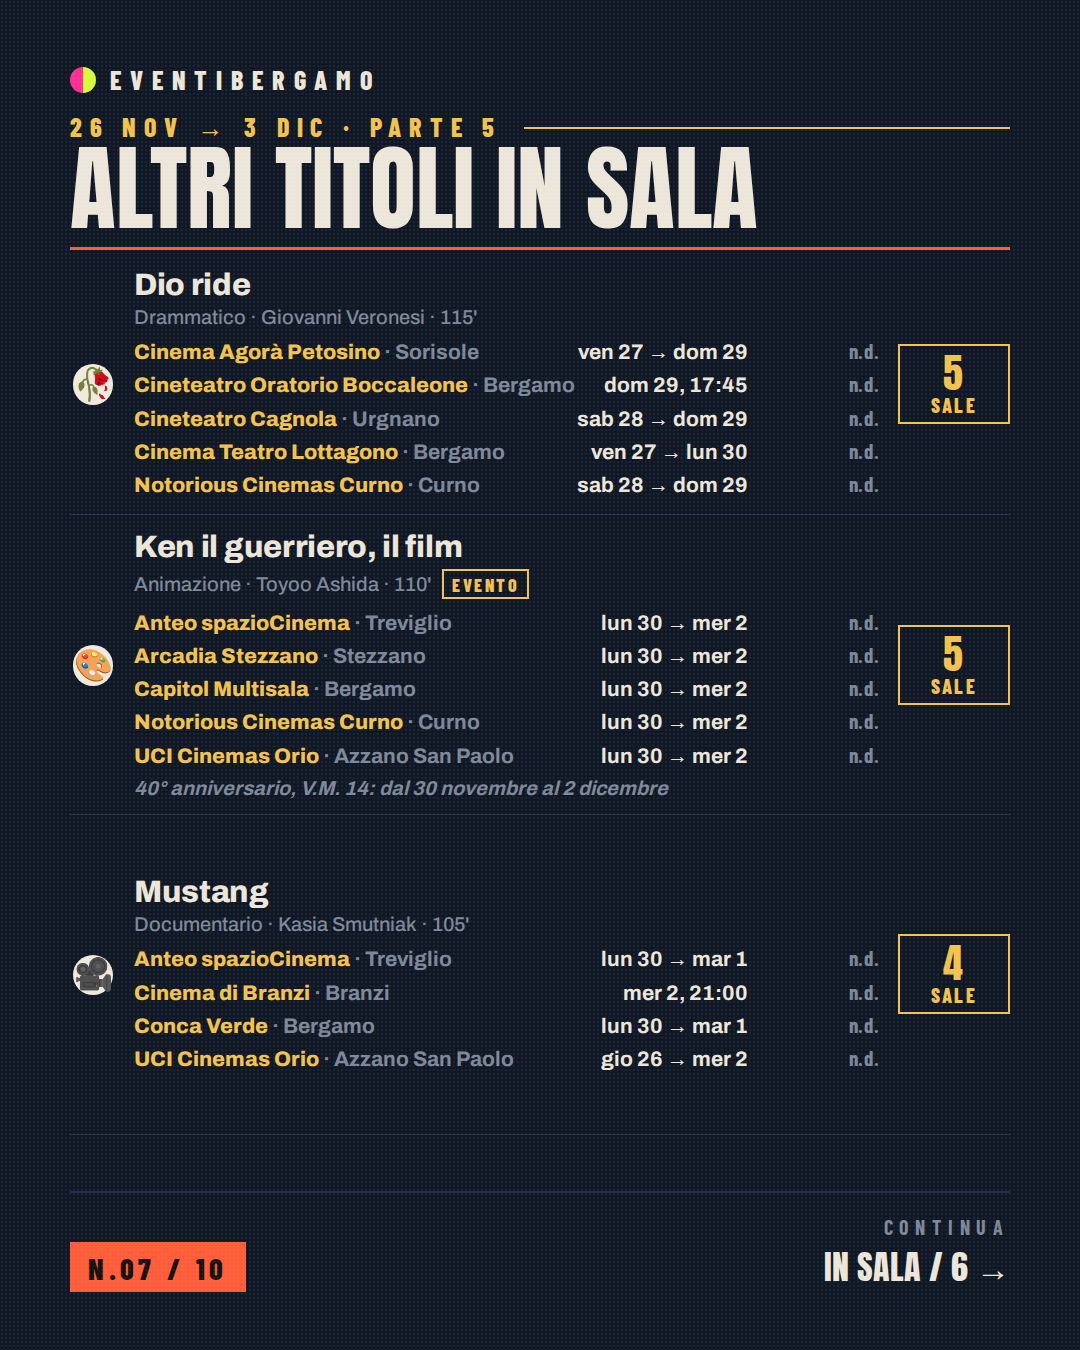 EVENTIBERGAMO
26 NOV → 3 DIC · PARTE 5
ALTRI TITOLI IN SALA
Dio ride
Drammatico · Giovanni Veronesi · 115'
Cinema Agorà Petosino · Sorisole ven 27 → dom 29 n.d.
Cineteatro Oratorio Boccaleone · Bergamo dom 29, 17:45 n.d.
Cineteatro Cagnola · Urgnano sab 28 → dom 29 n.d.
Cinema Teatro Lottagono · Bergamo ven 27 → lun 30 n.d.
Notorious Cinemas Curno · Curno sab 28 → dom 29 n.d.
5
SALE
Ken il guerriero, il film
Animazione · Toyoo Ashida · 110' EVENTO
Anteo spazioCinema · Treviglio lun 30 → mer 2 n.d.
Arcadia Stezzano · Stezzano lun 30 → mer 2 n.d.
Capitol Multisala · Bergamo lun 30 → mer 2 n.d.
Notorious Cinemas Curno · Curno lun 30 → mer 2 n.d.
UCI Cinemas Orio · Azzano San Paolo lun 30 → mer 2 n.d.
40° anniversario, V.M. 14: dal 30 novembre al 2 dicembre
5
SALE
Mustang
Documentario · Kasia Smutniak · 105'
Anteo spazioCinema · Treviglio lun 30 → mar 1 n.d.
Cinema di Branzi · Branzi mer 2, 21:00 n.d.
Conca Verde · Bergamo lun 30 → mar 1 n.d.
UCI Cinemas Orio · Azzano San Paolo gio 26 → mer 2 n.d.
4
SALE
N.07 / 10
CONTINUA
IN SALA / 6 →